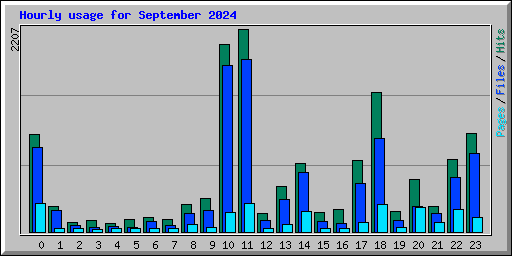 Hourly usage for September 2024
2207
Pages / Files / Hits
0 1 2 3 4 5 6 7 8 9 10 11 12 13 14 15 16 17 18 19 20 21 22 23